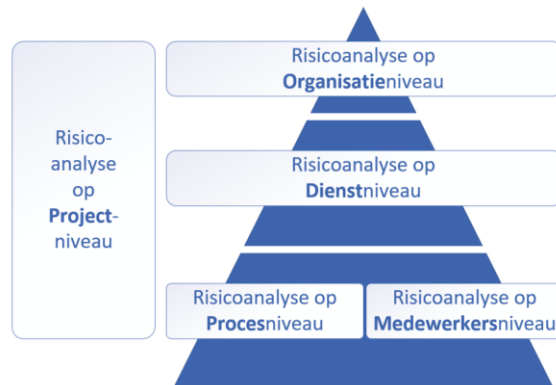 Risico-
analyse
op
Project-
niveau
Risicoanalyse op
Organisatieniveau
Risicoanalyse op
Dienstniveau
Risicoanalyse op
Procesniveau
Risicoanalyse op
Medewerkersniveau